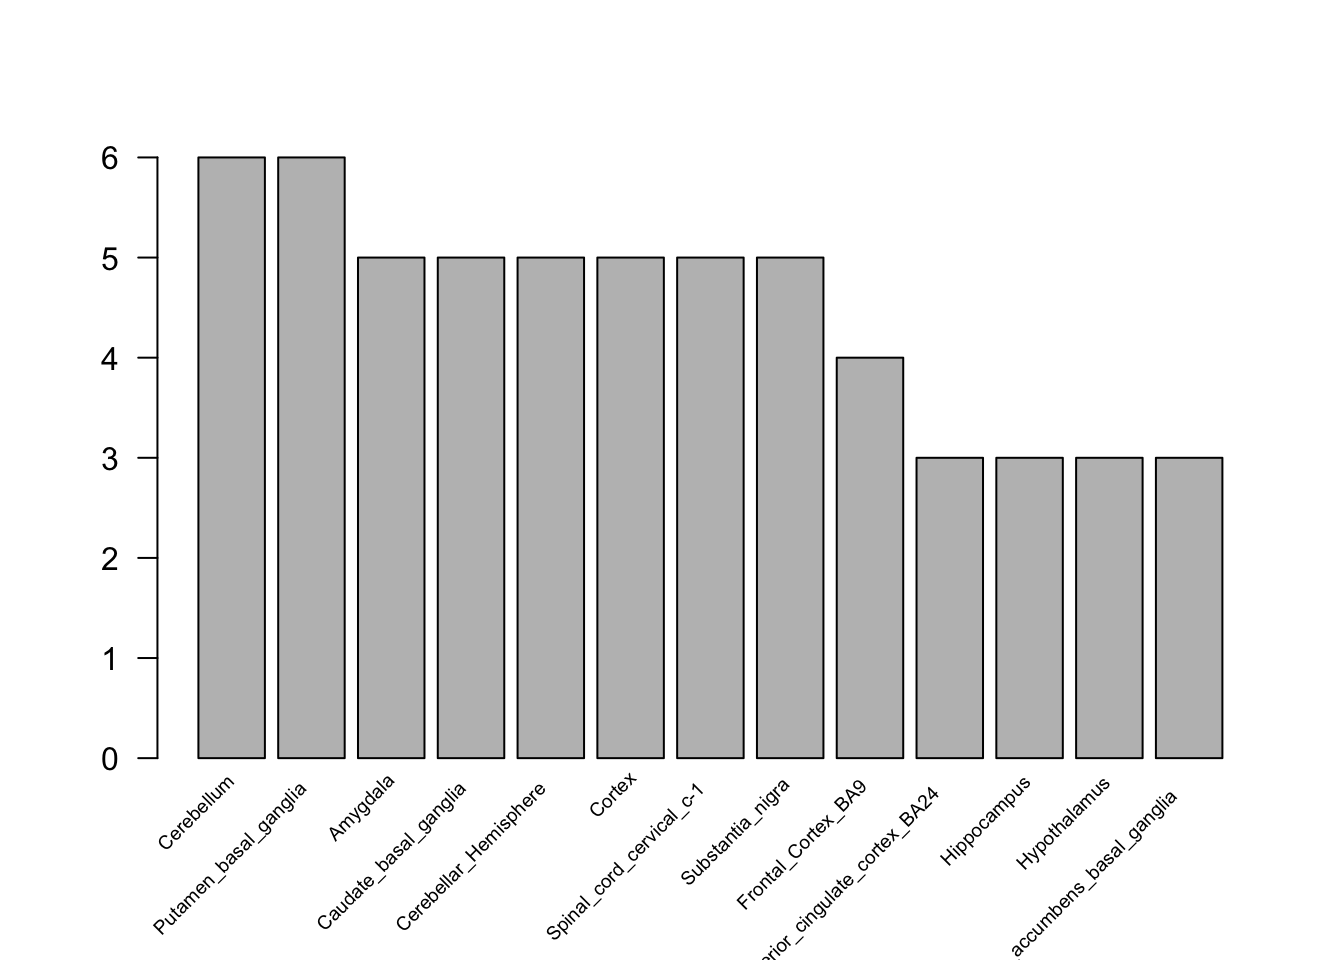 6
5
4
3
2
1
0
Cerebellum
Putamen_basal_ganglia
Amygdala
Caudate_basal_ganglia
Cerebellar_Hemisphere
Cortex
Spinal_cord_cervical_c-1
Substantia_nigra
Frontal_Cortex_BA9
erior_cingulate_cortex_BA24
Hippocampus
Hypothalamus
accumbens_basal_ganglia